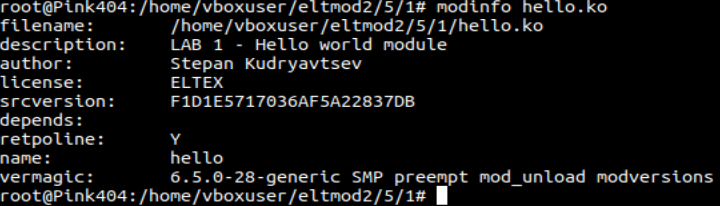 root@Pink404:/home/vboxuser/eltmod2/5/1# modinfo hello.ko
filename:       /home/vboxuser/eltmod2/5/1/hello.ko
description:    LAB 1 - Hello world module
author:         Stepan Kudryavtsev
license:        ELTEX
srcversion:     F1D1E5717036AF5A22837DB
depends:
retpoline:      Y
name:           hello
vermagic:       6.5.0-28-generic SMP preempt mod_unload modversions
root@Pink404:/home/vboxuser/eltmod2/5/1#